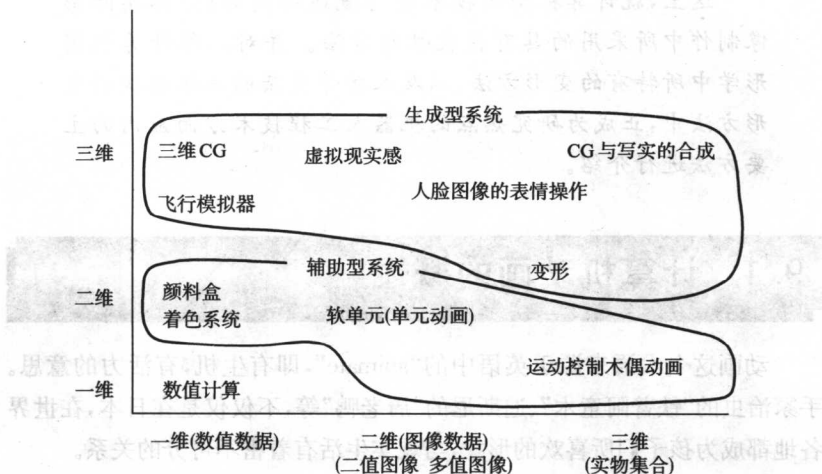 生成型系统
三维
三维CG
虚拟现实感
CG与写实的合成
飞行模拟器
人脸图像的表情操作
辅助型系统
变形
二维
颜料盒
着色系统
软单元(单元动画)
运动控制木偶动画
一维
数值计算
一维(数值数据)
二维(图像数据)
三维
(二值图像 多值图像)
(实物集合)